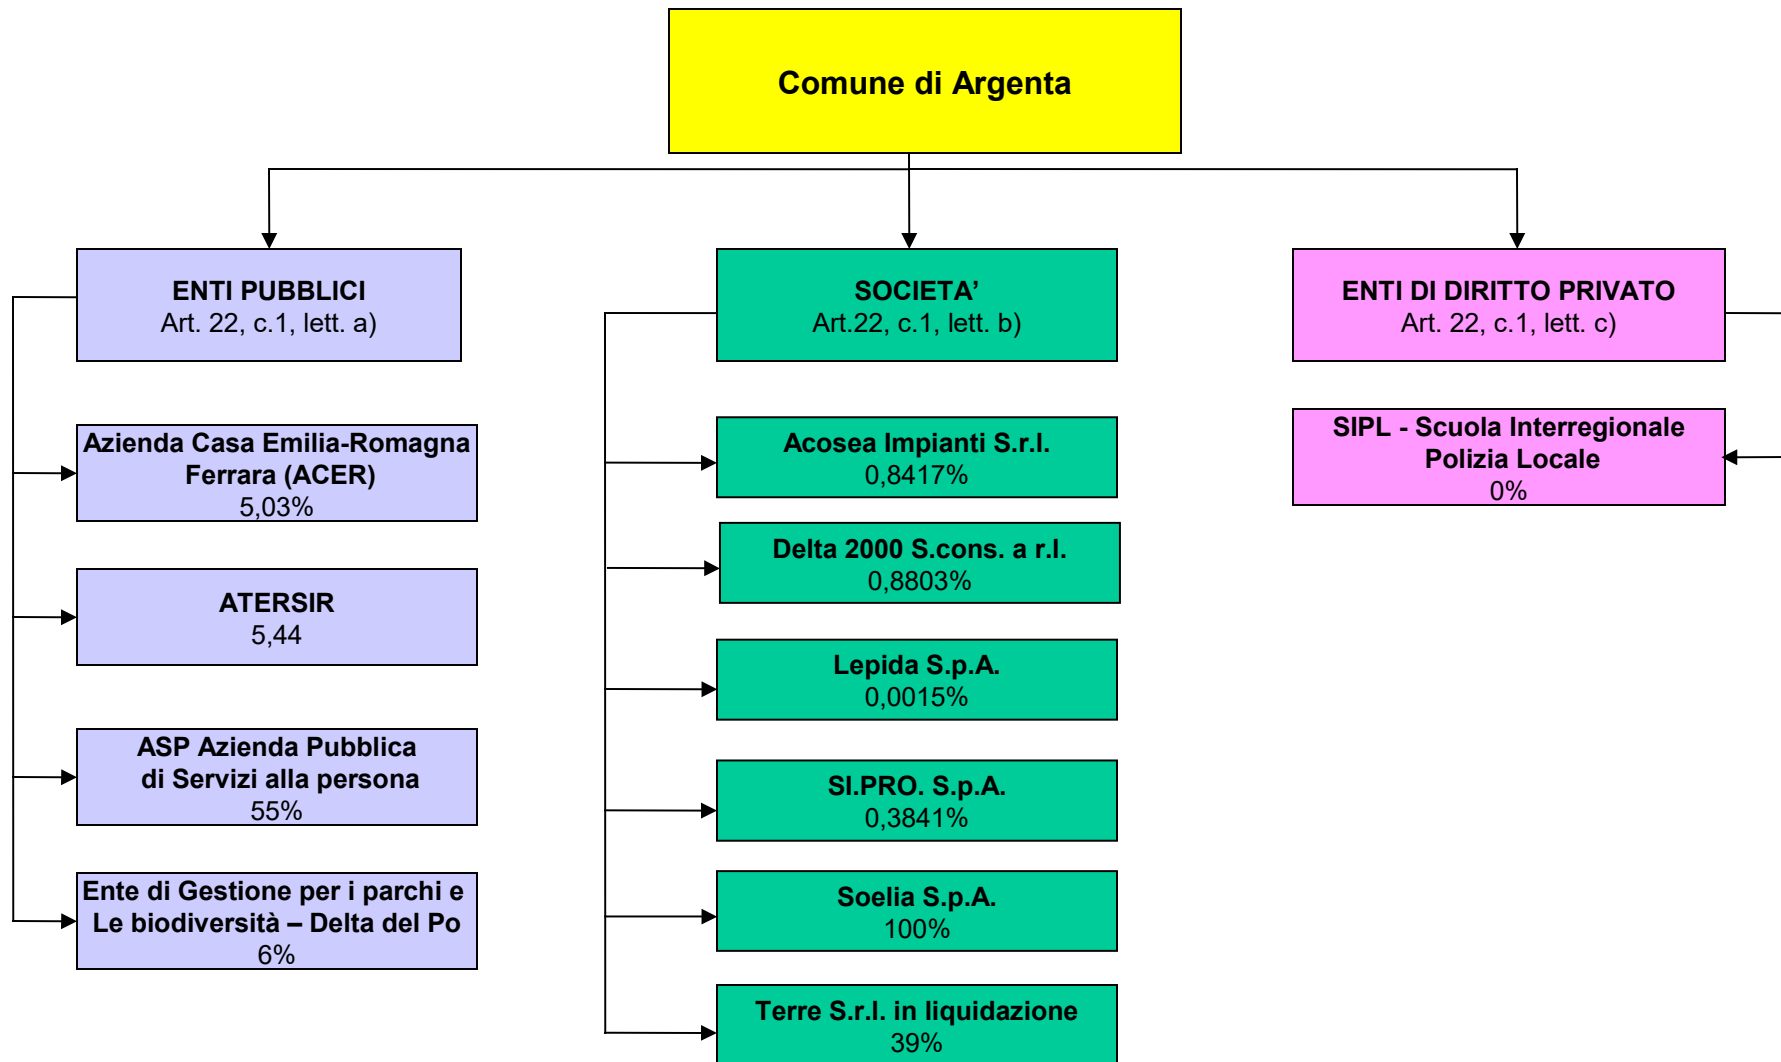 Comune di Argenta
ENTI PUBBLICI
Art. 22, c.1, lett. a)
Azienda Casa Emilia-Romagna
Ferrara (ACER)
5,03%
ATERSIR
5,44
ASP Azienda Pubblica
di Servizi alla persona
55%
Ente di Gestione per i parchi e
Le biodiversità – Delta del Po
6%
SOCIETA’
Art.22, c.1, lett. b)
Acosea Impianti S.r.l.
0,8417%
Delta 2000 S.cons. a r.l.
0,8803%
Lepida S.p.A.
0,0015%
SI.PRO. S.p.A.
0,3841%
Soelia S.p.A.
100%
Terre S.r.l. in liquidazione
39%
ENTI DI DIRITTO PRIVATO
Art. 22, c.1, lett. c)
SIPL - Scuola Interregionale
Polizia Locale
0%